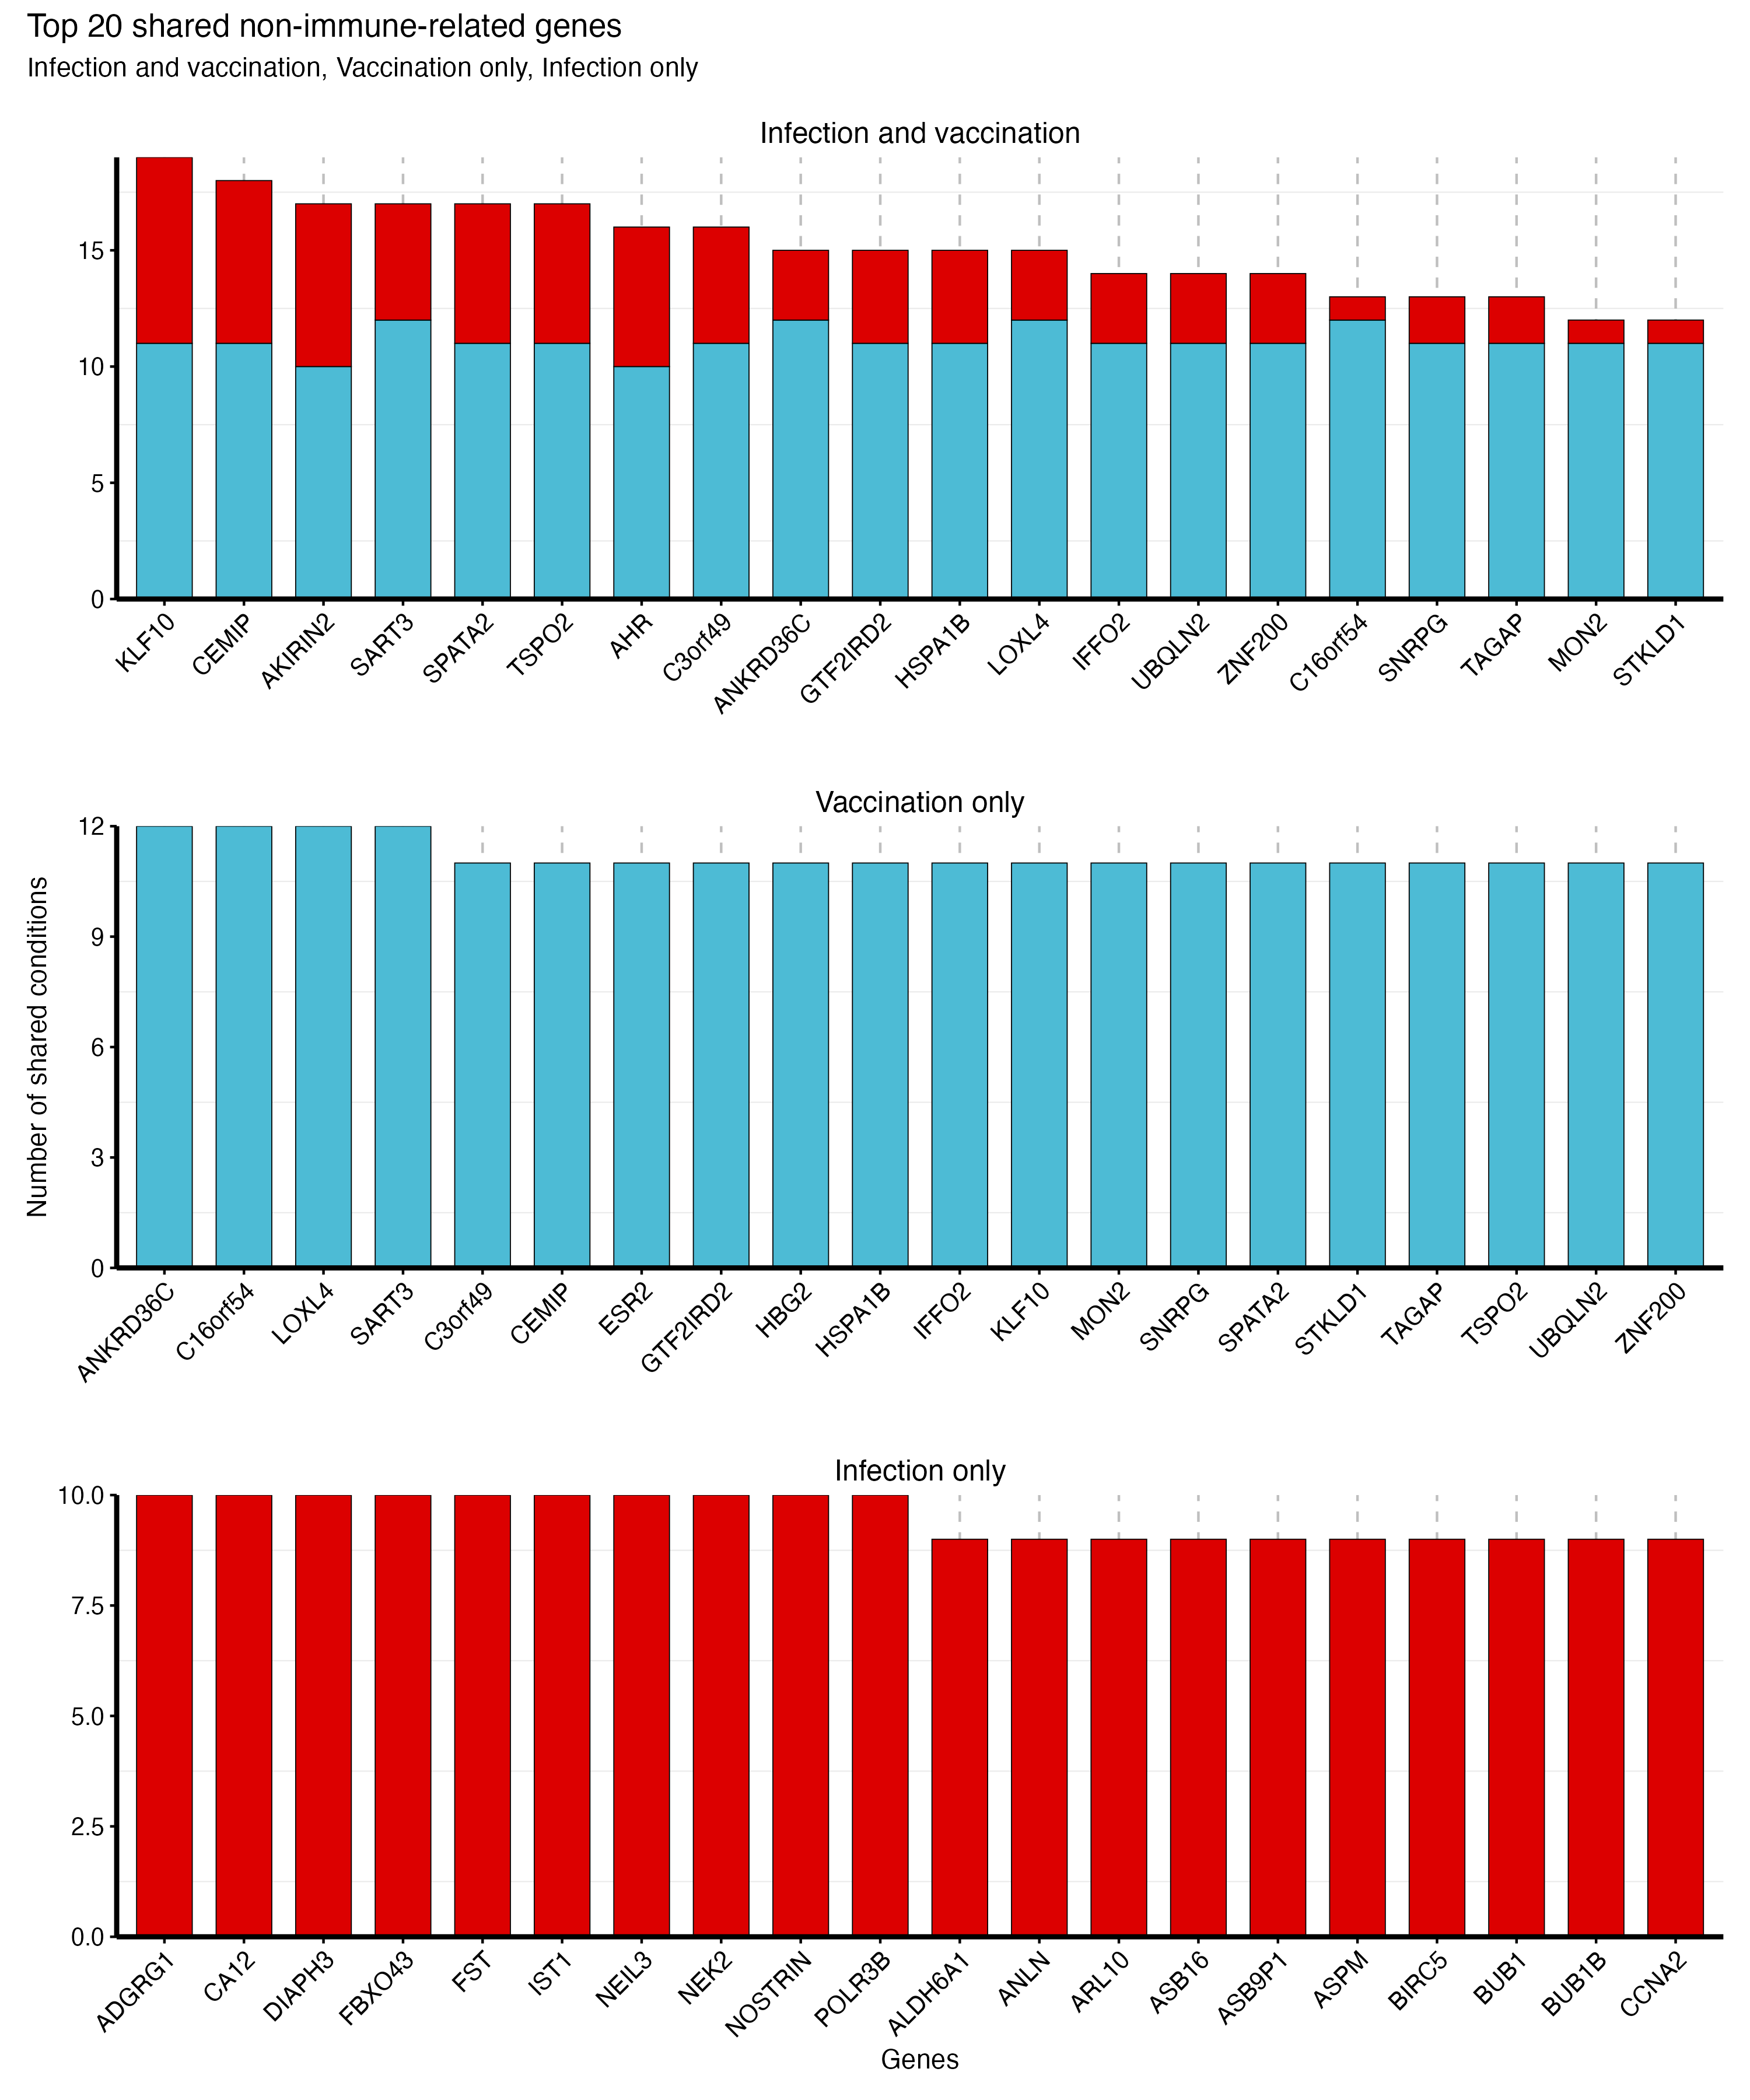 Top 20 shared non-immune-related genes
Infection and vaccination, Vaccination only, Infection only
Infection and vaccination
15
10
5
0
KLF10 CEMIP AKIRIN2 SART3 SPATA2 TSPO2 AHR C3orf49 ANKRD36C GTF2IRD2 HSPA1B LOXL4 IFFO2 UBQLN2 ZNF200 C16orf54 SNRPG TAGAP MON2 STKLD1
Number of shared conditions
Vaccination only
12
9
6
3
0
ANKRD36C C16orf54 LOXL4 SART3 C3orf49 CEMIP ESR2 GTF2IRD2 HBG2 HSPA1B IFFO2 KLF10 MON2 SNRPG SPATA2 STKLD1 TAGAP TSPO2 UBQLN2 ZNF200
Infection only
10.0
7.5
5.0
2.5
0.0
ADGRG1 CA12 DIAPH3 FBXO43 FST IST1 NEIL3 NEK2 NOSTRIN POLR3B ALDH6A1 ANLN ARL10 ASB16 ASB9P1 ASPM BIRC5 BUB1 BUB1B CCNA2
Genes